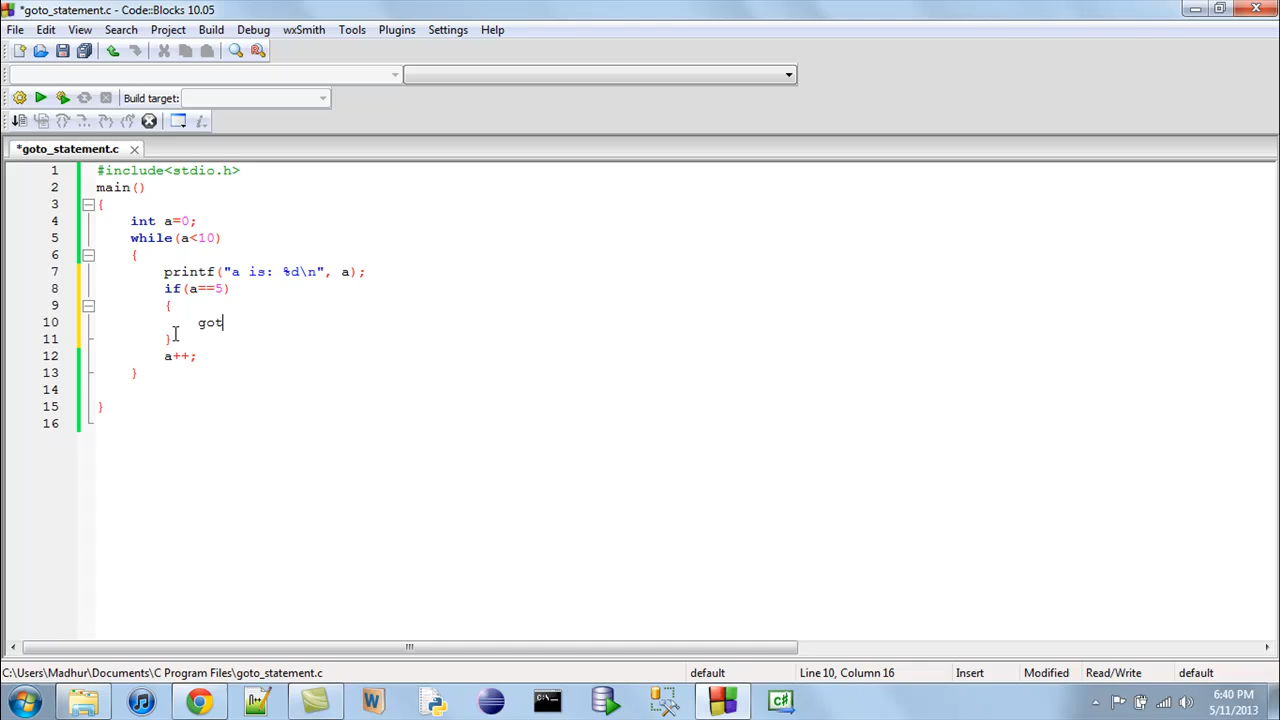 *goto_statement.c - Code::Blocks 10.05
File Edit View Search Project Build Debug wxSmith Tools Plugins Settings Help
Build target:
*goto_statement.c
1 #include<stdio.h>
2 main()
3 {
4 int a=0;
5 while(a<10)
6 {
7 printf("a is: %d\n", a);
8 if(a==5)
9 {
10 got
11 }
12 a++;
13 }
14
15 }
16
C:\Users\Madhur\Documents\C Program Files\goto_statement.c default Line 10, Column 16 Insert Modified Read/Write default
6:40 PM
5/11/2013